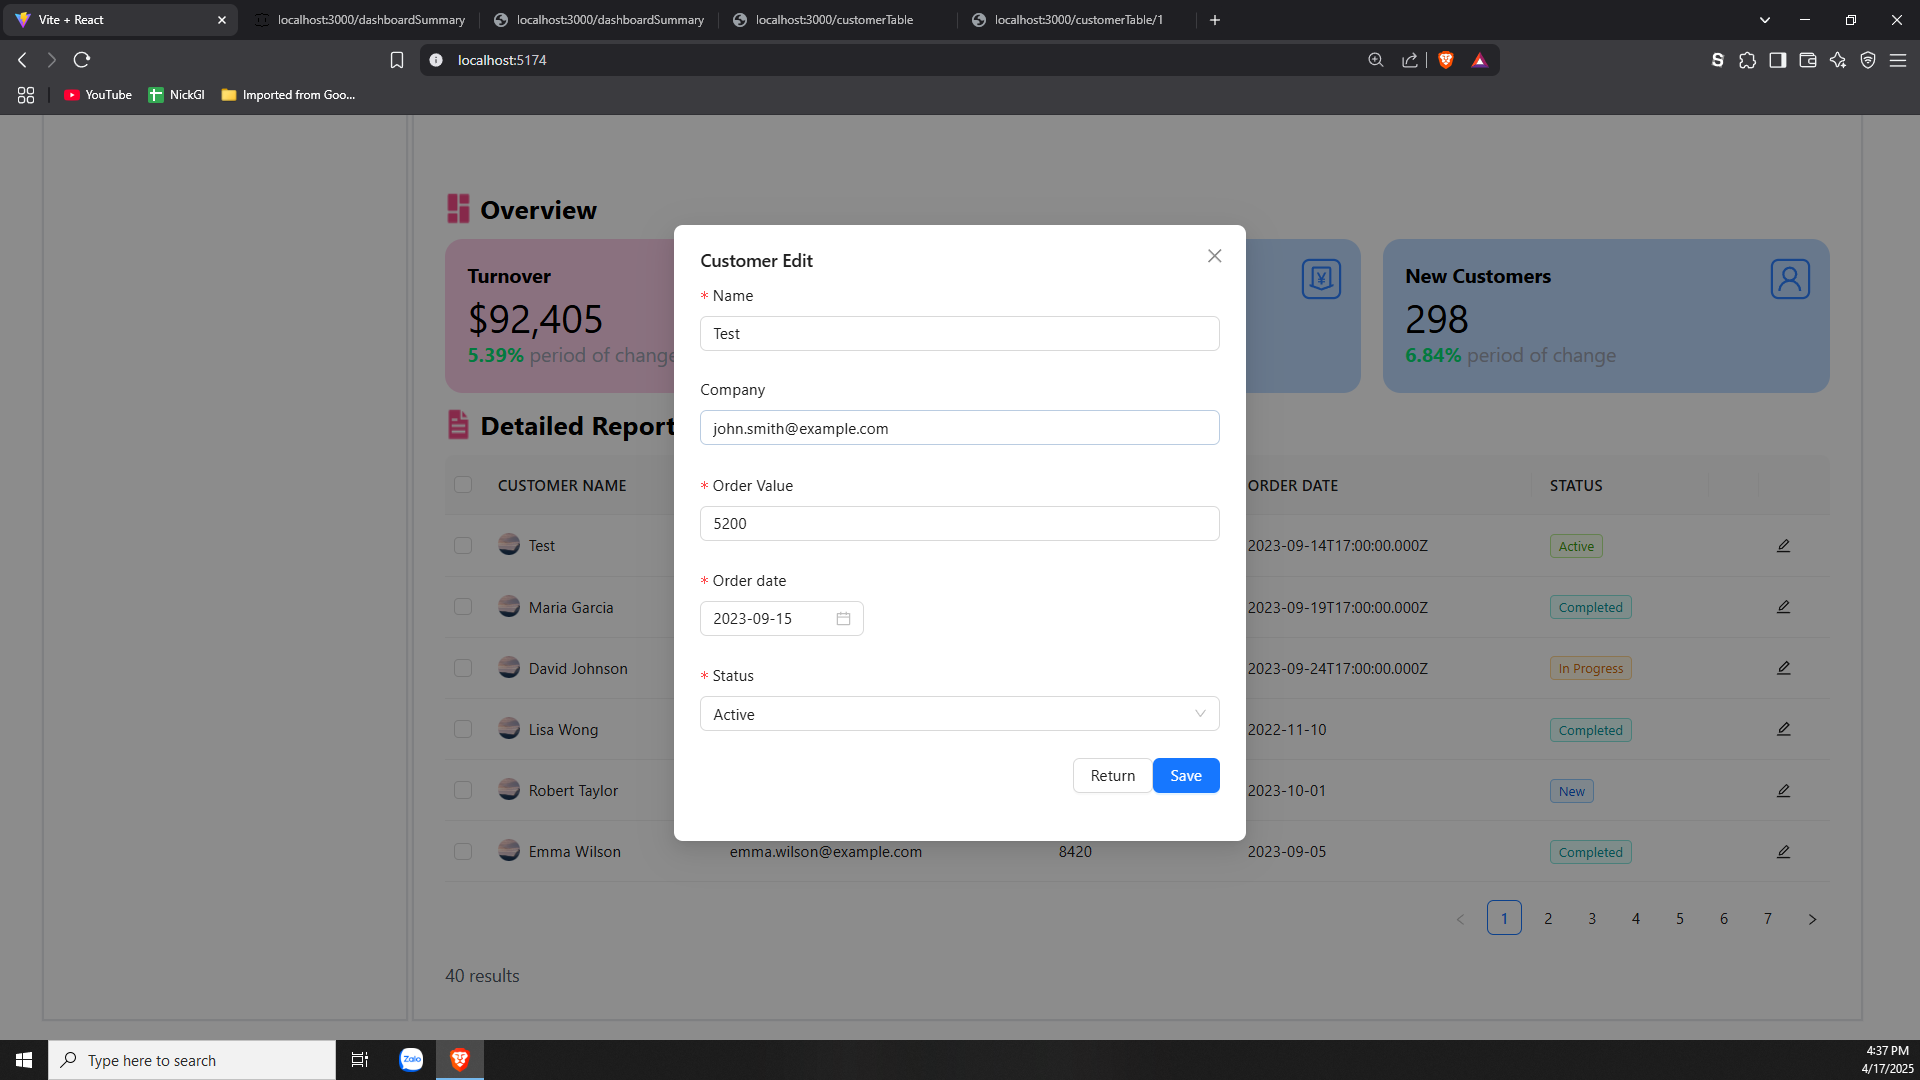 Vite + React
localhost:3000/dashboardSummary
localhost:3000/dashboardSummary
localhost:3000/customerTable
localhost:3000/customerTable/1
localhost:5174
YouTube
NickGI
Imported from Goo...
Overview
Turnover
$92,405
5.39% period of change
New Customers
298
6.84% period of change
Detailed Report
Customer Edit
* Name
Test
Company
john.smith@example.com
* Order Value
5200
* Order date
2023-09-15
* Status
Active
Return
Save
CUSTOMER NAME
ORDER DATE
STATUS
Test
2023-09-14T17:00:00.000Z
Active
Maria Garcia
2023-09-19T17:00:00.000Z
Completed
David Johnson
2023-09-24T17:00:00.000Z
In Progress
Lisa Wong
2022-11-10
Completed
Robert Taylor
2023-10-01
New
Emma Wilson
emma.wilson@example.com
8420
2023-09-05
Completed
1 2 3 4 5 6 7
40 results
Type here to search
Zalo
4:37 PM
4/17/2025